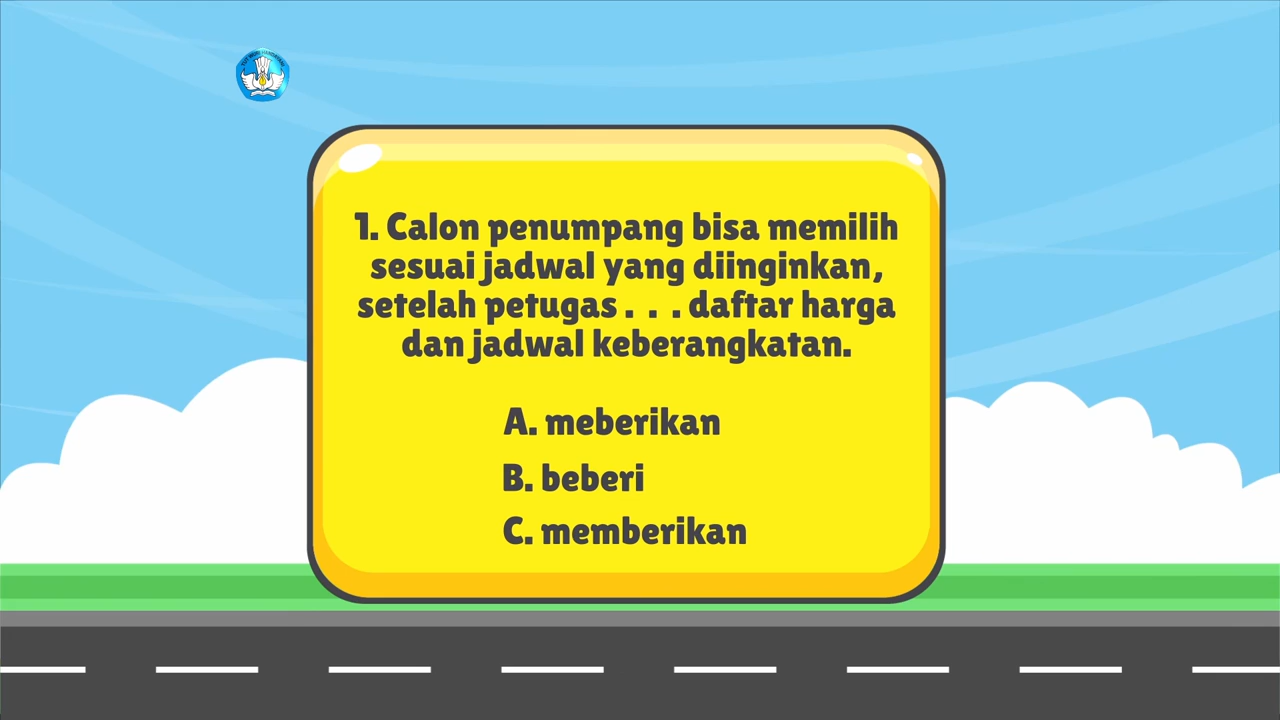 1. Calon penumpang bisa memilih
sesuai jadwal yang diinginkan,
setelah petugas . . . daftar harga
dan jadwal keberangkatan.
A. meberikan
B. beberi
C. memberikan